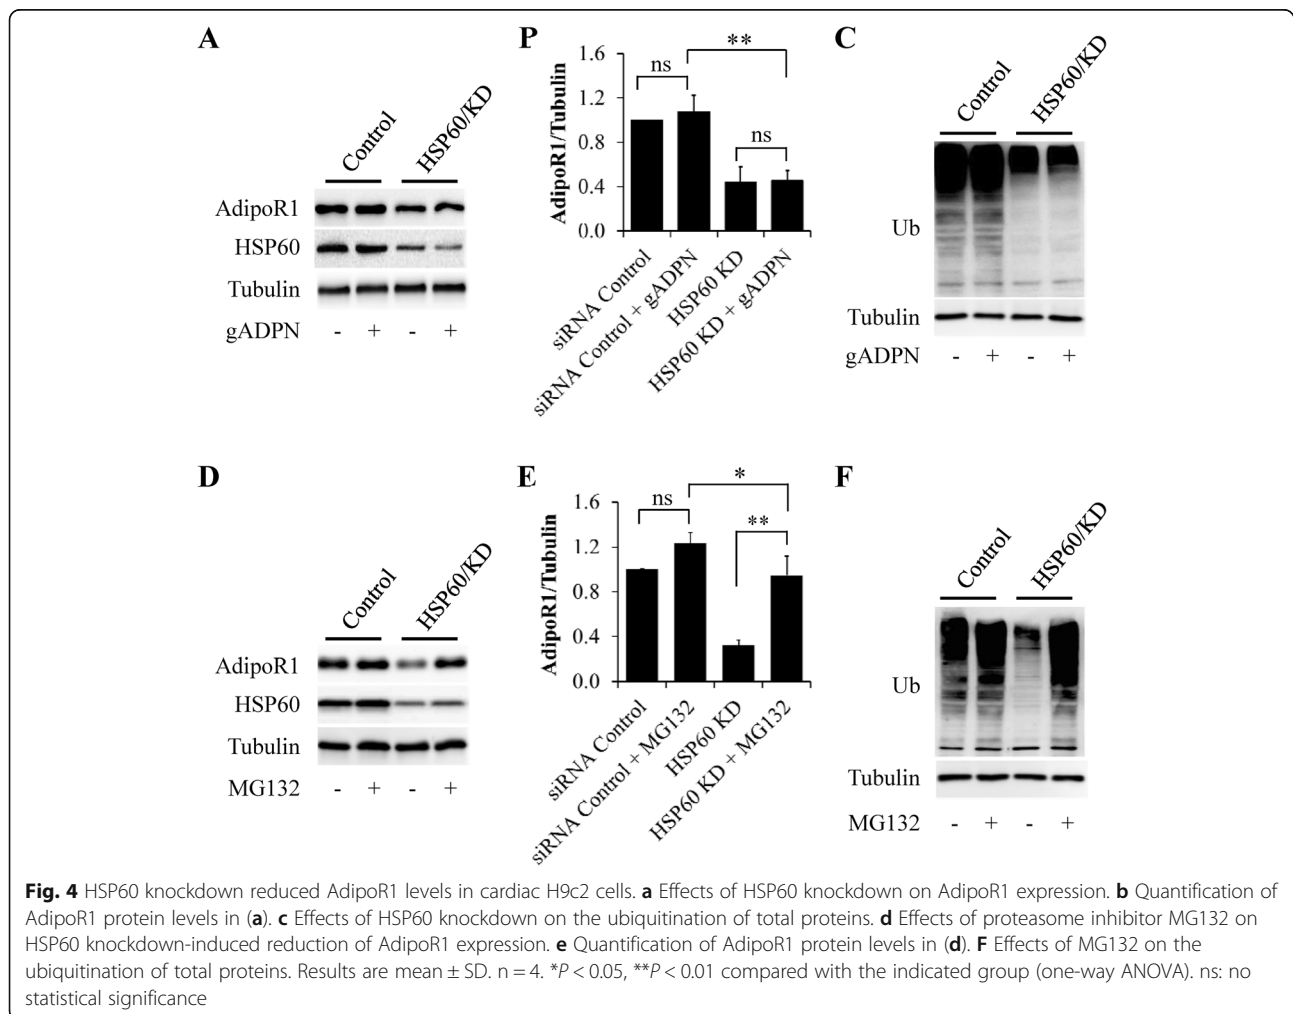 A
Control
HSP60/KD
AdipoR1
HSP60
Tubulin
gADPN - + - +
P
AdipoR1/Tubulin
1.6
1.2
0.8
0.4
0.0
ns
**
ns
siRNA Control
siRNA Control + gADPN
HSP60 KD
HSP60 KD + gADPN
C
Control
HSP60/KD
Ub
Tubulin
gADPN - + - +
D
Control
HSP60/KD
AdipoR1
HSP60
Tubulin
MG132 - + - +
E
AdipoR1/Tubulin
1.6
1.2
0.8
0.4
0.0
ns
*
**
siRNA Control
siRNA Control + MG132
HSP60 KD
HSP60 KD + MG132
F
Control
HSP60/KD
Ub
Tubulin
MG132 - + - +
Fig. 4 HSP60 knockdown reduced AdipoR1 levels in cardiac H9c2 cells. a Effects of HSP60 knockdown on AdipoR1 expression. b Quantification of
AdipoR1 protein levels in (a). c Effects of HSP60 knockdown on the ubiquitination of total proteins. d Effects of proteasome inhibitor MG132 on
HSP60 knockdown-induced reduction of AdipoR1 expression. e Quantification of AdipoR1 protein levels in (d). F Effects of MG132 on the
ubiquitination of total proteins. Results are mean ± SD. n = 4. *P < 0.05, **P < 0.01 compared with the indicated group (one-way ANOVA). ns: no
statistical significance